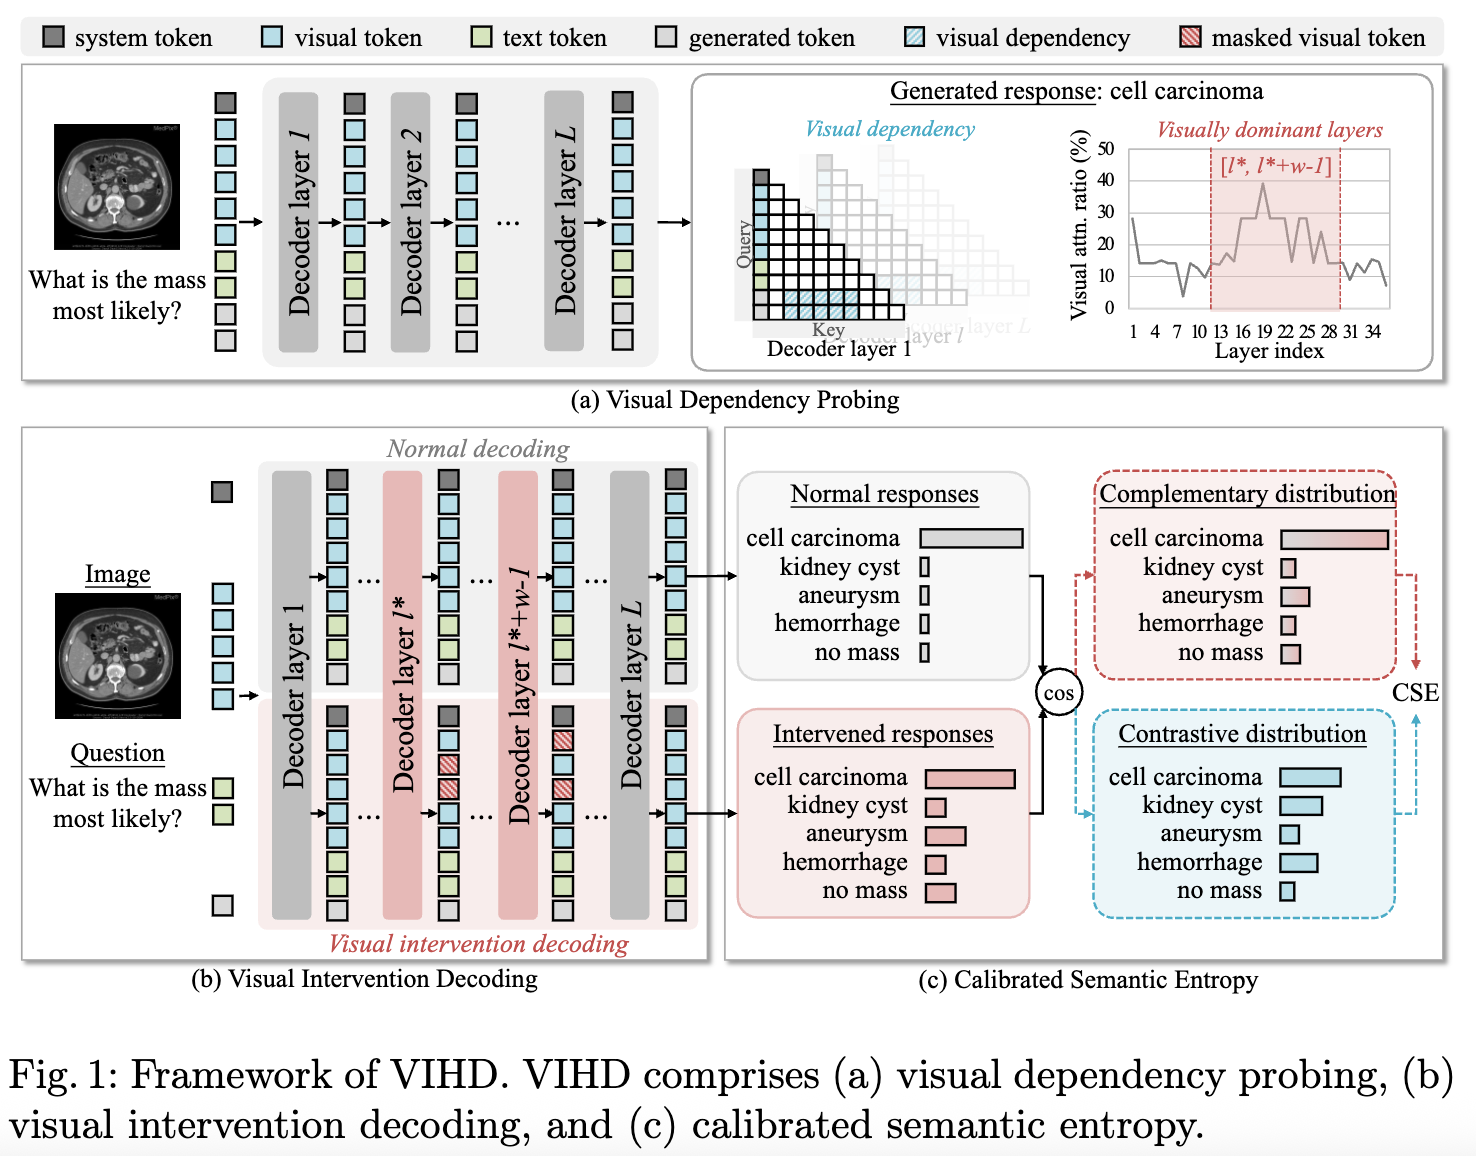 system token
visual token
text token
generated token
visual dependency
masked visual token
MedPix®
What is the mass
most likely?
Decoder layer 1
Decoder layer 2
...
Decoder layer L
Generated response: cell carcinoma
Visual dependency
Query
Key
Decoder layer 1
Decoder layer l
Decoder layer L
Visually dominant layers
[l*, l*+w-1]
Visual attn. ratio (%)
50
40
30
20
10
0
1 4 7 10 13 16 19 22 25 28 31 34
Layer index
(a) Visual Dependency Probing
Image
MedPix®
Question
What is the mass
most likely?
Normal decoding
Decoder layer 1
...
Decoder layer l*
...
Decoder layer l*+w-1
...
Decoder layer L
... ... ...
Visual intervention decoding
(b) Visual Intervention Decoding
Normal responses
cell carcinoma
kidney cyst
aneurysm
hemorrhage
no mass
Intervened responses
cell carcinoma
kidney cyst
aneurysm
hemorrhage
no mass
cos
Complementary distribution
cell carcinoma
kidney cyst
aneurysm
hemorrhage
no mass
CSE
Contrastive distribution
cell carcinoma
kidney cyst
aneurysm
hemorrhage
no mass
(c) Calibrated Semantic Entropy
Fig. 1: Framework of VIHD. VIHD comprises (a) visual dependency probing, (b)
visual intervention decoding, and (c) calibrated semantic entropy.